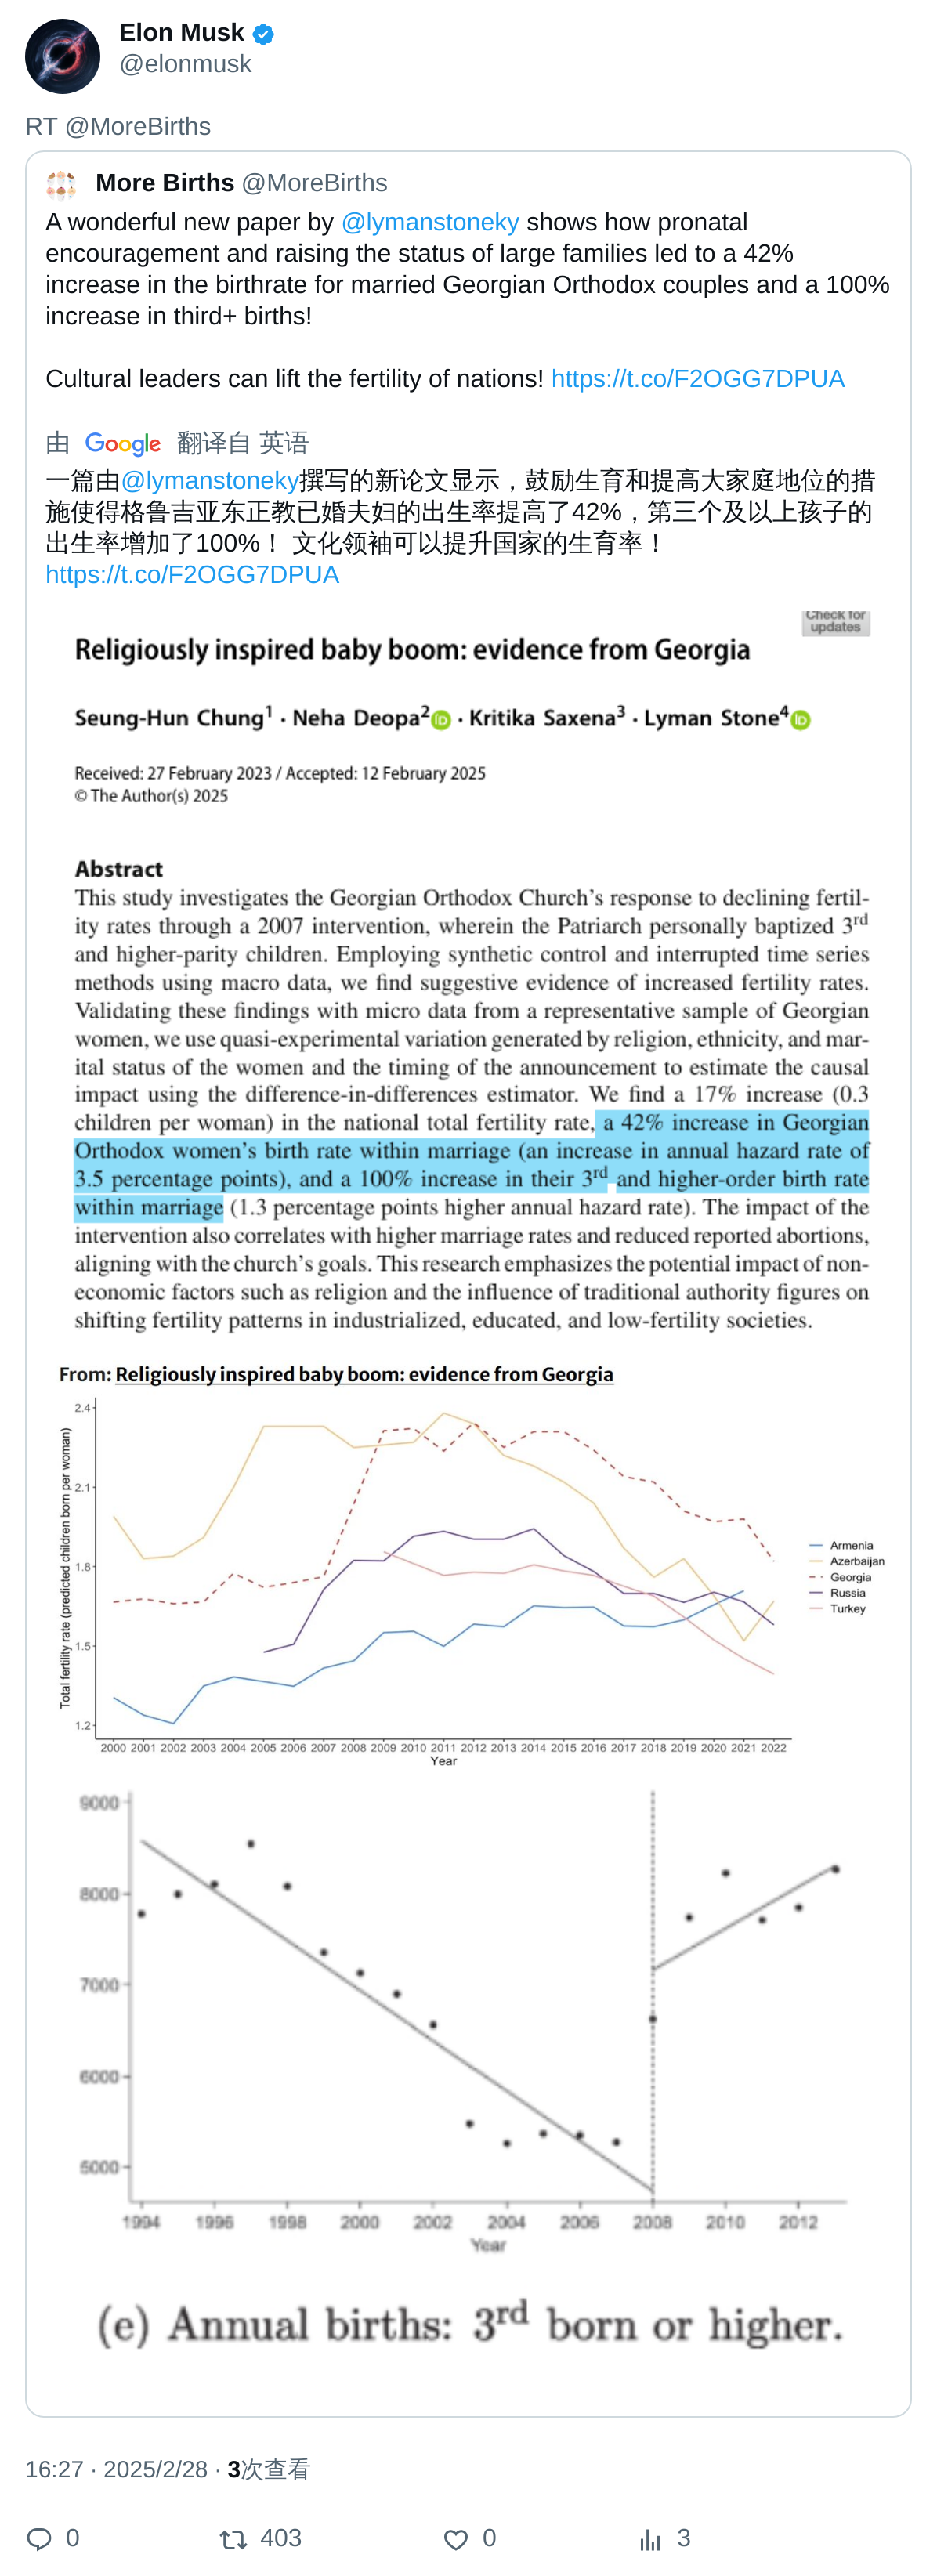 Elon Musk
@elonmusk
RT @MoreBirths
More Births @MoreBirths
A wonderful new paper by @lymanstoneky shows how pronatal
encouragement and raising the status of large families led to a 42%
increase in the birthrate for married Georgian Orthodox couples and a 100%
increase in third+ births!
Cultural leaders can lift the fertility of nations! https://t.co/F2OGG7DPUA
由 Google 翻译自 英语
一篇由@lymanstoneky撰写的新论文显示，鼓励生育和提高大家庭地位的措
施使得格鲁吉亚东正教已婚夫妇的出生率提高了42%，第三个及以上孩子的
出生率增加了100%！ 文化领袖可以提升国家的生育率！
https://t.co/F2OGG7DPUA
Check for
updates
Religiously inspired baby boom: evidence from Georgia
Seung-Hun Chung1 · Neha Deopa2 iD · Kritika Saxena3 · Lyman Stone4 iD
Received: 27 February 2023 / Accepted: 12 February 2025
© The Author(s) 2025
Abstract
This study investigates the Georgian Orthodox Church's response to declining fertil-
ity rates through a 2007 intervention, wherein the Patriarch personally baptized 3rd
and higher-parity children. Employing synthetic control and interrupted time series
methods using macro data, we find suggestive evidence of increased fertility rates.
Validating these findings with micro data from a representative sample of Georgian
women, we use quasi-experimental variation generated by religion, ethnicity, and mar-
ital status of the women and the timing of the announcement to estimate the causal
impact using the difference-in-differences estimator. We find a 17% increase (0.3
children per woman) in the national total fertility rate, a 42% increase in Georgian
Orthodox women's birth rate within marriage (an increase in annual hazard rate of
3.5 percentage points), and a 100% increase in their 3rd and higher-order birth rate
within marriage (1.3 percentage points higher annual hazard rate). The impact of the
intervention also correlates with higher marriage rates and reduced reported abortions,
aligning with the church's goals. This research emphasizes the potential impact of non-
economic factors such as religion and the influence of traditional authority figures on
shifting fertility patterns in industrialized, educated, and low-fertility societies.
From: Religiously inspired baby boom: evidence from Georgia
Total fertility rate (predicted children born per woman)
2.4
2.1
1.8
1.5
1.2
Armenia
Azerbaijan
Georgia
Russia
Turkey
2000 2001 2002 2003 2004 2005 2006 2007 2008 2009 2010 2011 2012 2013 2014 2015 2016 2017 2018 2019 2020 2021 2022
Year
9000
8000
7000
6000
5000
1994 1996 1998 2000 2002 2004 2006 2008 2010 2012
Year
(e) Annual births: 3rd born or higher.
16:27 · 2025/2/28 · 3次查看
0 403 0 3